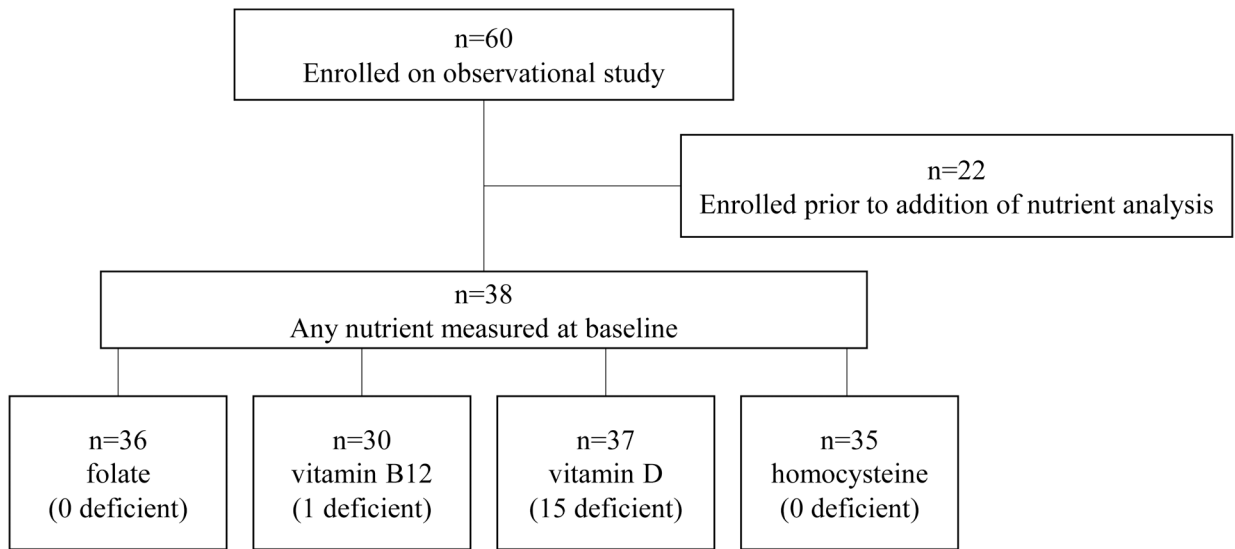 n=60
Enrolled on observational study
n=22
Enrolled prior to addition of nutrient analysis
n=38
Any nutrient measured at baseline
n=36
folate
(0 deficient)
n=30
vitamin B12
(1 deficient)
n=37
vitamin D
(15 deficient)
n=35
homocysteine
(0 deficient)